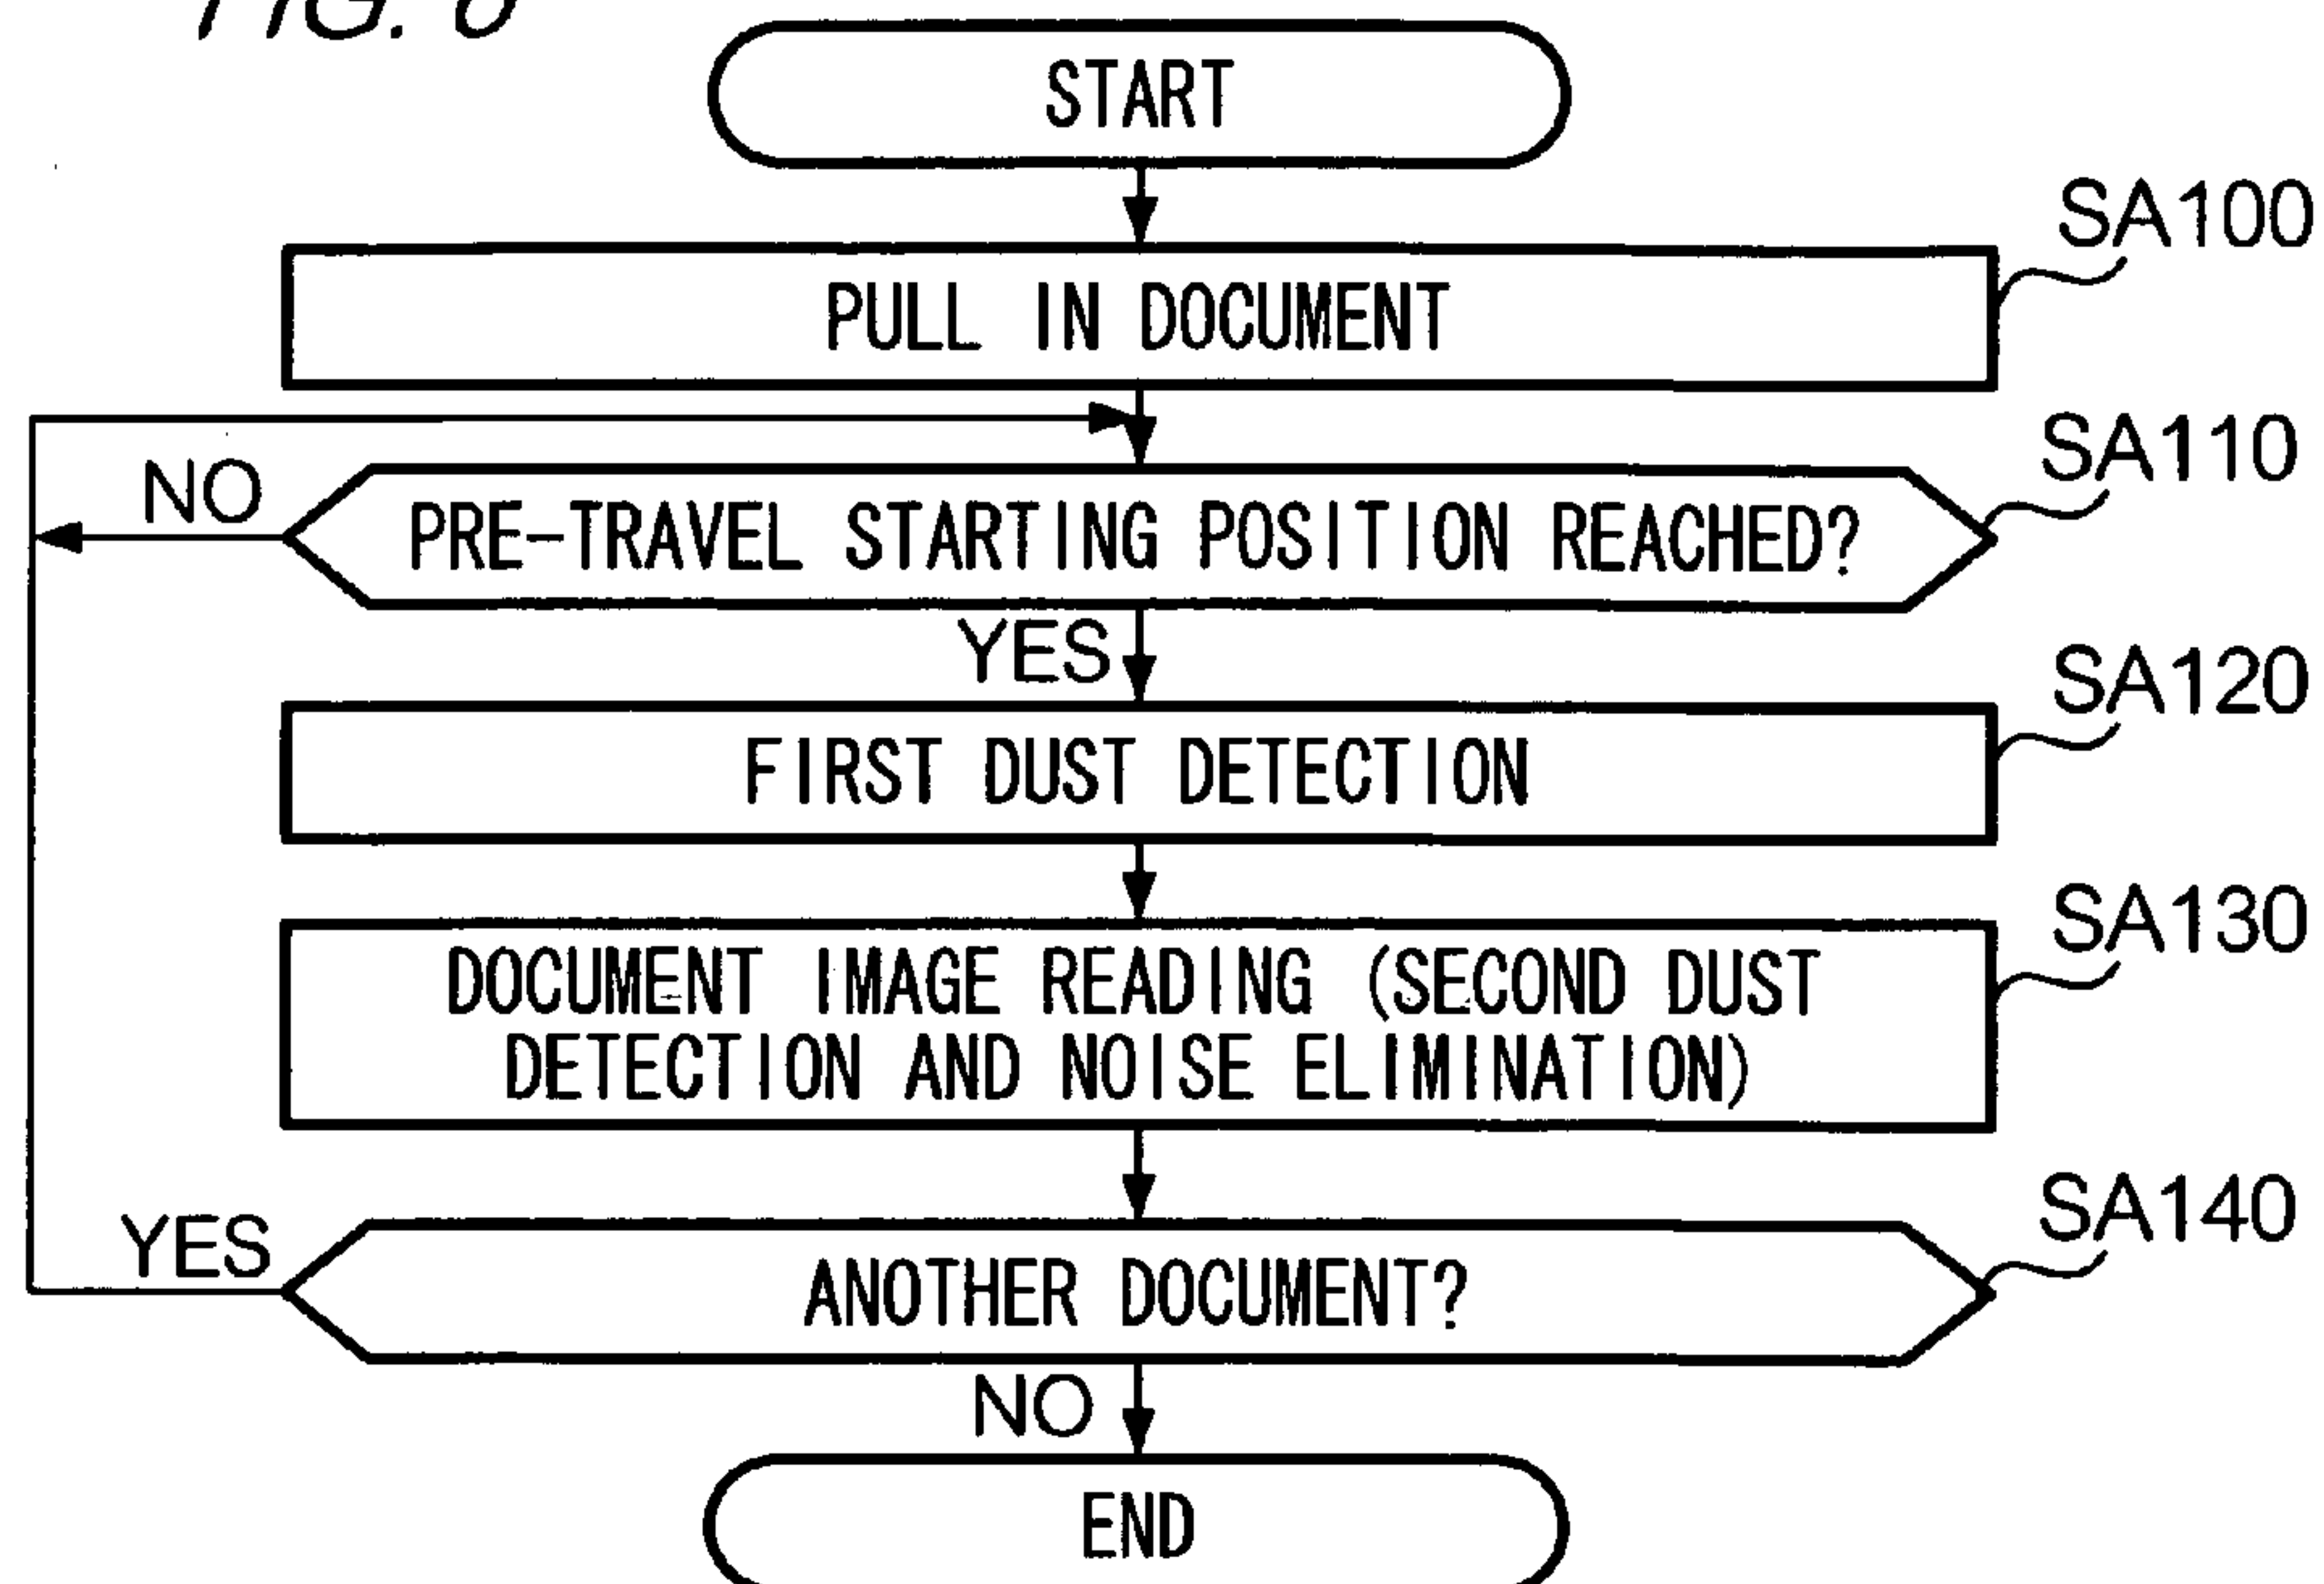 FIG.
START
SA100
PULL IN DOCUMENT
SA110
NO
PRE-TRAVEL STARTING POSITION REACHED?
YES
SA120
FIRST DUST DETECTION
SA130
DOCUMENT IMAGE READING (SECOND DUST
DETECTION AND NOISE ELIMINATION)
SA140
YES
ANOTHER DOCUMENT?
NO
END